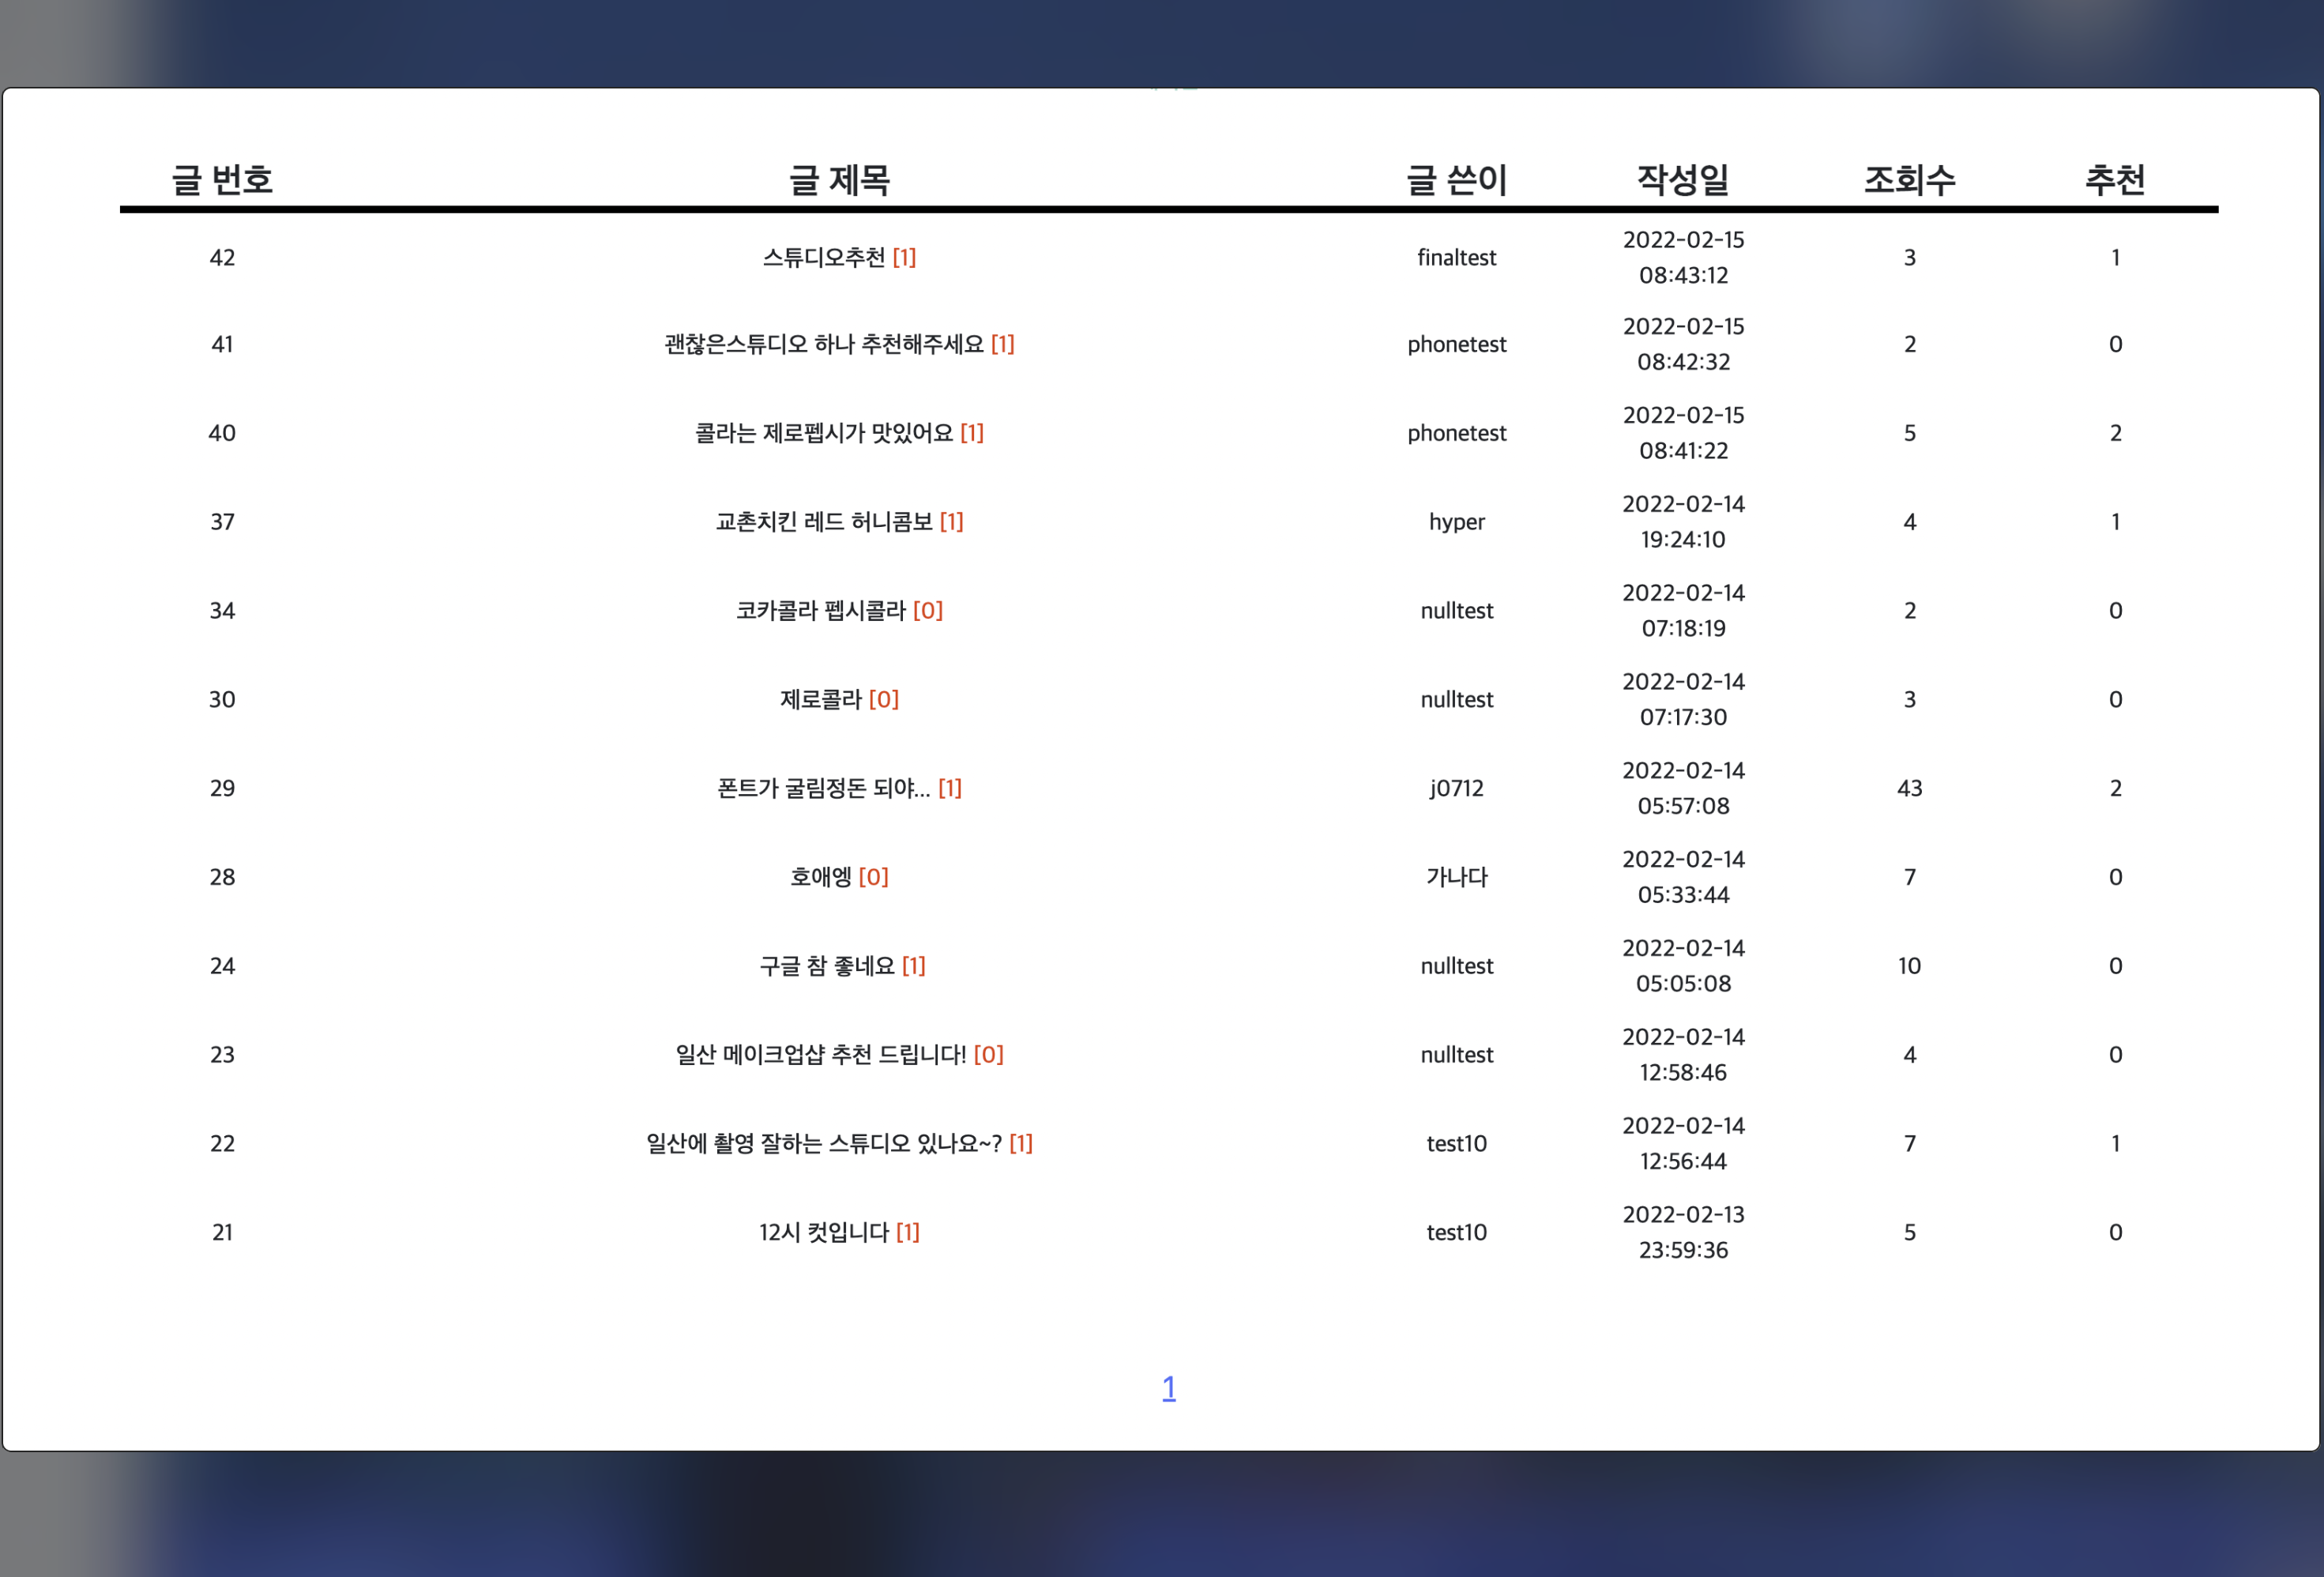 글 번호 글 제목 글 쓴이 작성일 조회수 추천
42 스튜디오추천 [1] finaltest 2022-02-15 08:43:12 3 1
41 괜찮은스튜디오 하나 추천해주세요 [1] phonetest 2022-02-15 08:42:32 2 0
40 콜라는 제로펩시가 맛있어요 [1] phonetest 2022-02-15 08:41:22 5 2
37 교촌치킨 레드 허니콤보 [1] hyper 2022-02-14 19:24:10 4 1
34 코카콜라 펩시콜라 [0] nulltest 2022-02-14 07:18:19 2 0
30 제로콜라 [0] nulltest 2022-02-14 07:17:30 3 0
29 폰트가 굴림정돈 되야... [1] j0712 2022-02-14 05:57:08 43 2
28 호애엥 [0] 가나다 2022-02-14 05:33:44 7 0
24 구글 참 좋네요 [1] nulltest 2022-02-14 05:05:08 10 0
23 일산 메이크업샵 추천 드립니다! [0] nulltest 2022-02-14 12:58:46 4 0
22 일산에 촬영 잘하는 스튜디오 있나요~? [1] test10 2022-02-14 12:56:44 7 1
21 12시 컷입니다 [1] test10 2022-02-13 23:59:36 5 0
1